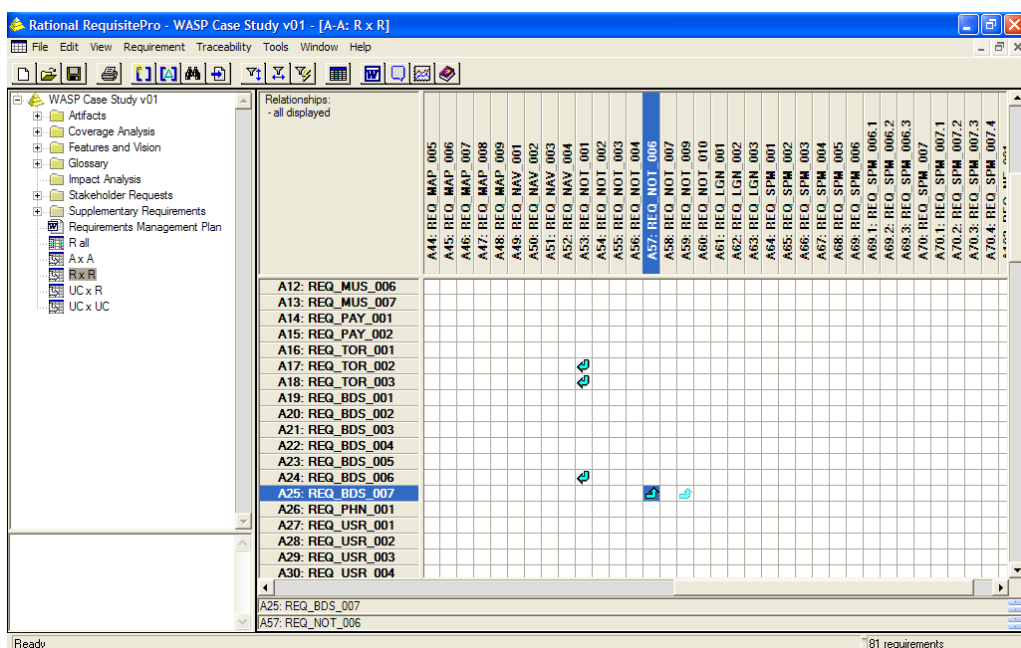 Rational RequisitePro - WASP Case Study v01 - [A-A: R x R]
File Edit View Requirement Traceability Tools Window Help
WASP Case Study v01
Artifacts
Coverage Analysis
Features and Vision
Glossary
Impact Analysis
Stakeholder Requests
Supplementary Requirements
Requirements Management Plan
R all
A x A
R x R
UC x R
UC x UC
Relationships:
- all displayed
A44: REQ_MAP_005
A45: REQ_MAP_006
A46: REQ_MAP_007
A47: REQ_MAP_008
A48: REQ_MAP_009
A49: REQ_NAV_001
A50: REQ_NAV_002
A51: REQ_NAV_003
A52: REQ_NAV_004
A53: REQ_NOT_001
A54: REQ_NOT_002
A55: REQ_NOT_003
A56: REQ_NOT_004
A57: REQ_NOT_006
A58: REQ_NOT_007
A59: REQ_NOT_009
A60: REQ_NOT_010
A61: REQ_LGN_001
A62: REQ_LGN_002
A63: REQ_LGN_003
A64: REQ_SPM_001
A65: REQ_SPM_002
A66: REQ_SPM_003
A67: REQ_SPM_004
A68: REQ_SPM_005
A69: REQ_SPM_006
A69.1: REQ_SPM_006.1
A69.2: REQ_SPM_006.2
A69.3: REQ_SPM_006.3
A70: REQ_SPM_007
A70.1: REQ_SPM_007.1
A70.2: REQ_SPM_007.2
A70.3: REQ_SPM_007.3
A70.4: REQ_SPM_007.4
A12: REQ_MUS_006
A13: REQ_MUS_007
A14: REQ_PAY_001
A15: REQ_PAY_002
A16: REQ_TOR_001
A17: REQ_TOR_002
A18: REQ_TOR_003
A19: REQ_BDS_001
A20: REQ_BDS_002
A21: REQ_BDS_003
A22: REQ_BDS_004
A23: REQ_BDS_005
A24: REQ_BDS_006
A25: REQ_BDS_007
A26: REQ_PHN_001
A27: REQ_USR_001
A28: REQ_USR_002
A29: REQ_USR_003
A30: REQ_USR_004
A25: REQ_BDS_007
A57: REQ_NOT_006
Ready
81 requirements